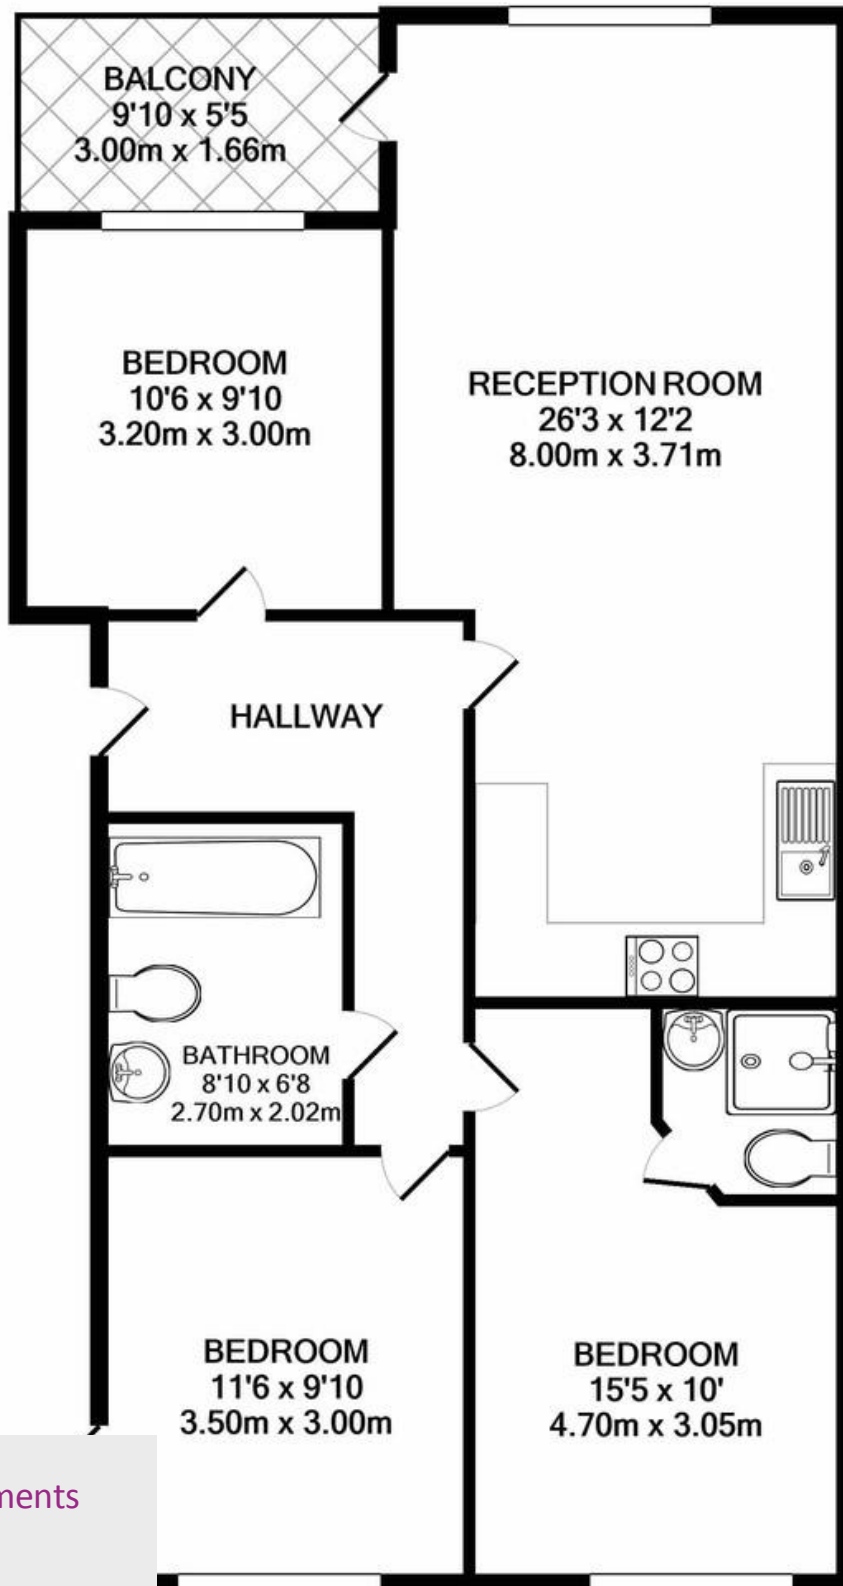 BALCONY
9'10 x 5'5
3.00m x 1.66m
BEDROOM
10'6 x 9'10
3.20m x 3.00m
RECEPTION ROOM
26'3 x 12'2
8.00m x 3.71m
HALLWAY
BATHROOM
8'10 x 6'8
2.70m x 2.02m
BEDROOM
11'6 x 9'10
3.50m x 3.00m
BEDROOM
15'5 x 10'
4.70m x 3.05m
ments